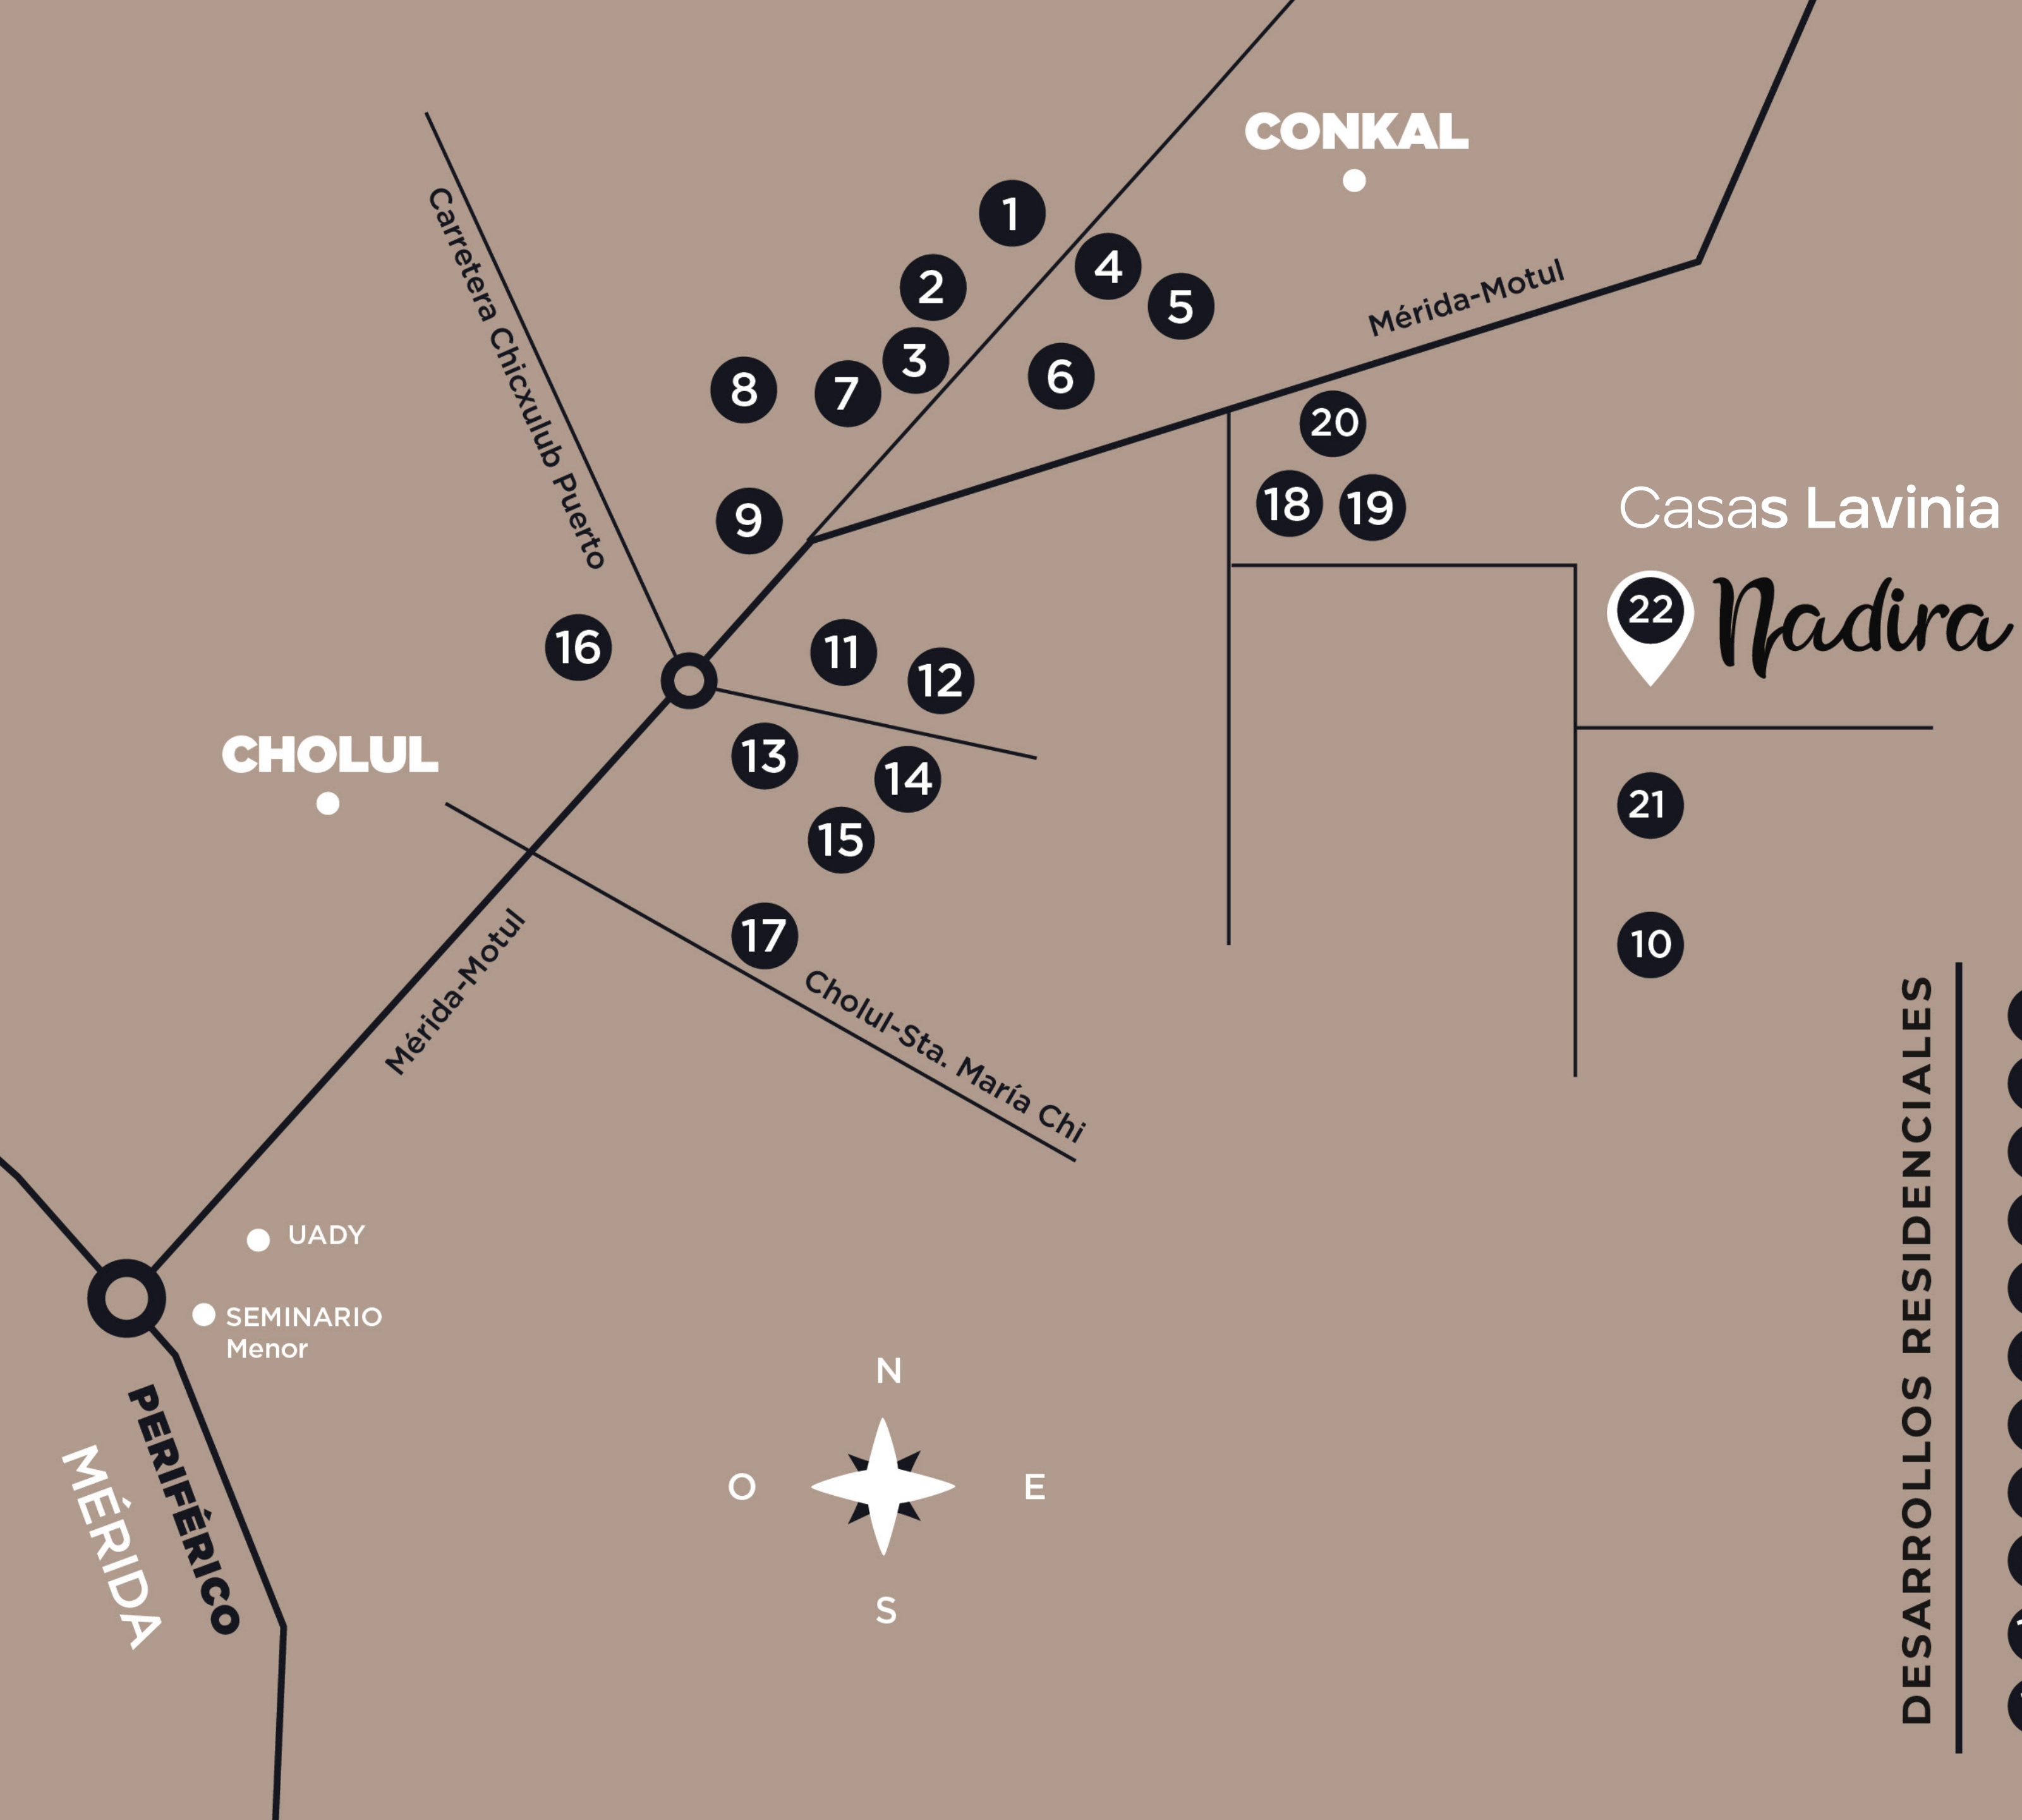 CONKAL
1
4
2
5
Carretera Chicxulub Puerto
Mérida-Motul
3
6
8
7
20
18
19
9
Casas Lavinia
22
Nadira
16
11
12
CHOLUL
13
14
21
15
17
10
Mérida-Motul
Cholul-Sta. María Chi
DESARROLLOS RESIDENCIALES
UADY
SEMINARIO
Menor
N
O
E
S
PERIFÉRICO
MÉRIDA